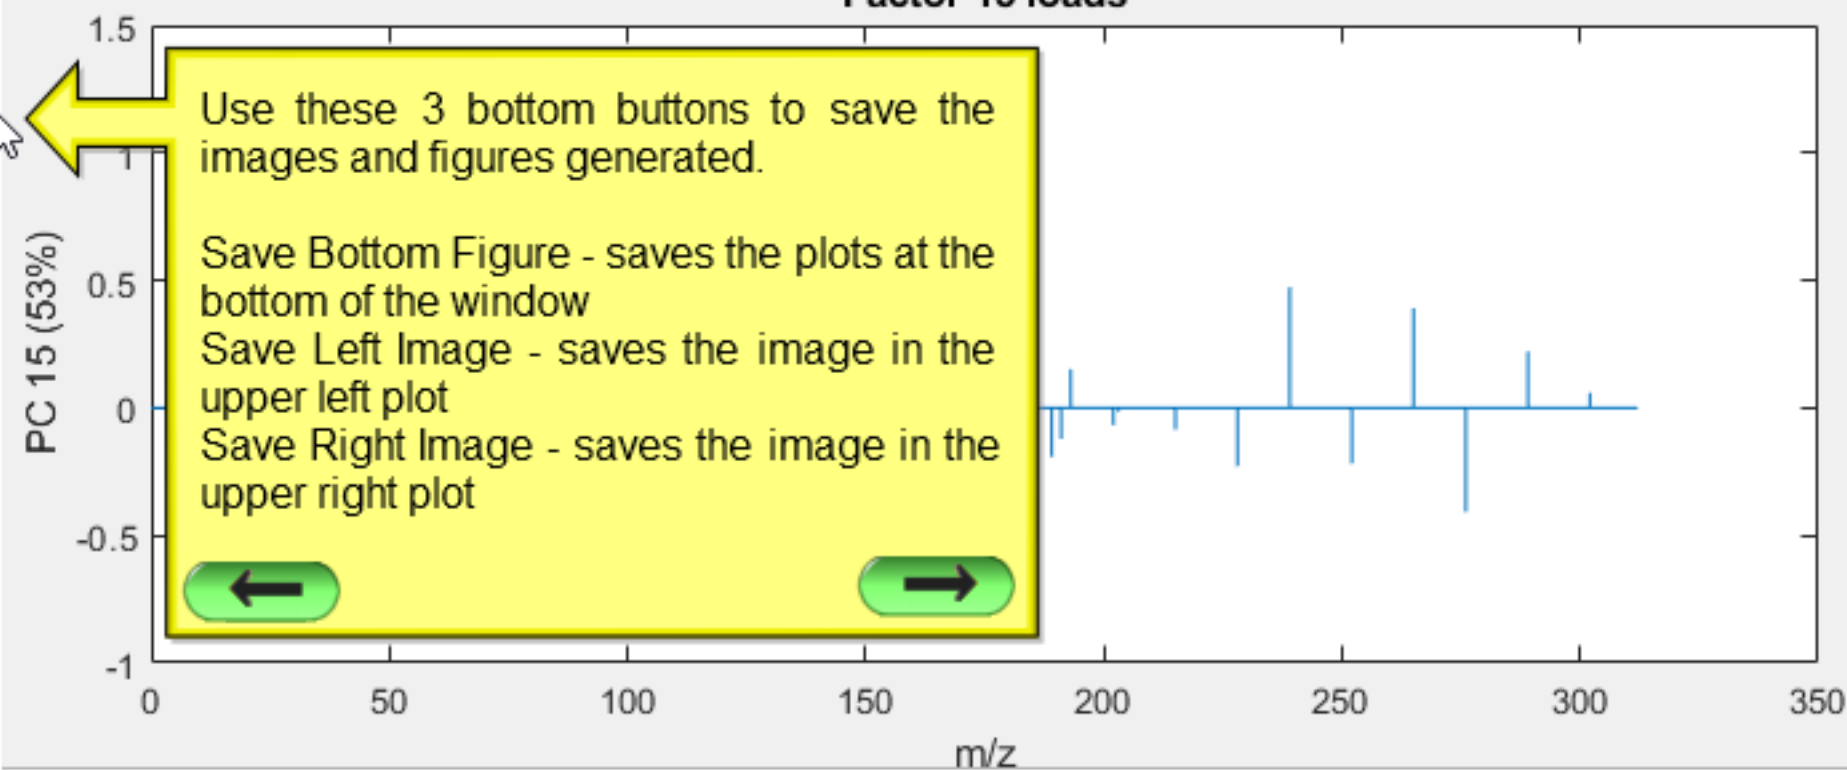 1.5
1
0.5
0
-0.5
-1
PC 15 (53%)
Use these 3 bottom buttons to save the
images and figures generated.
Save Bottom Figure - saves the plots at the
bottom of the window
Save Left Image - saves the image in the
upper left plot
Save Right Image - saves the image in the
upper right plot
0 50 100 150 200 250 300 350
m/z